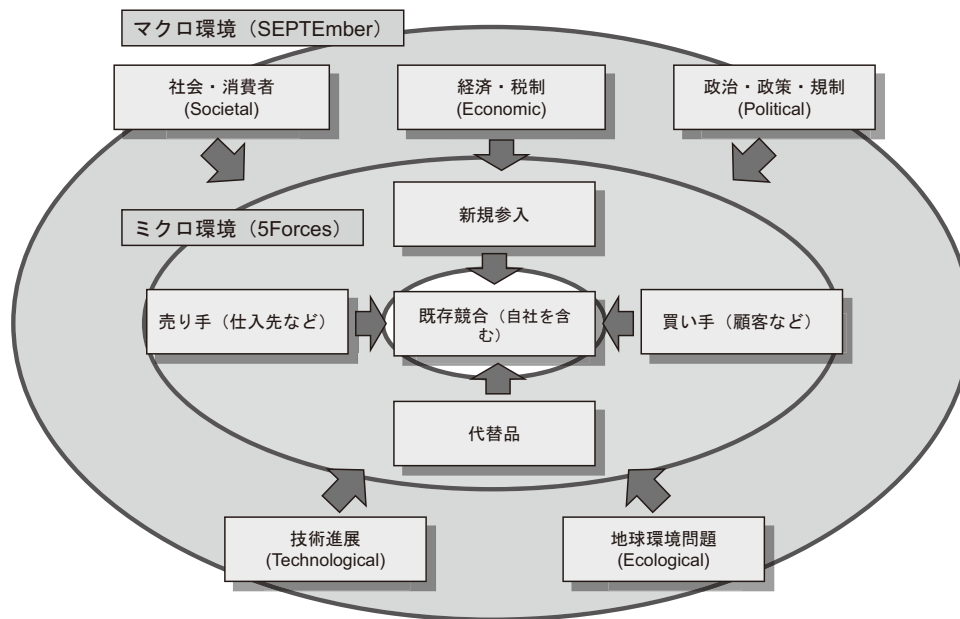 マクロ環境（SEPTEmber）
社会・消費者
(Societal)
経済・税制
(Economic)
政治・政策・規制
(Political)
ミクロ環境（5Forces）
新規参入
売り手（仕入先など）
既存競合（自社を含
む）
買い手（顧客など）
代替品
技術進展
(Technological)
地球環境問題
(Ecological)